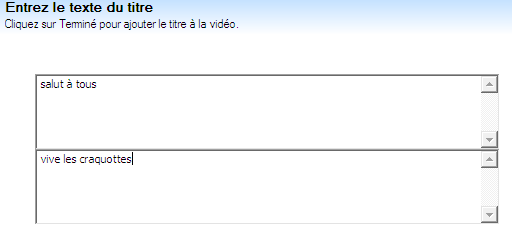 Entrez le texte du titre
Cliquez sur Terminé pour ajouter le titre à la vidéo.
salut à tous
vive les craquottes